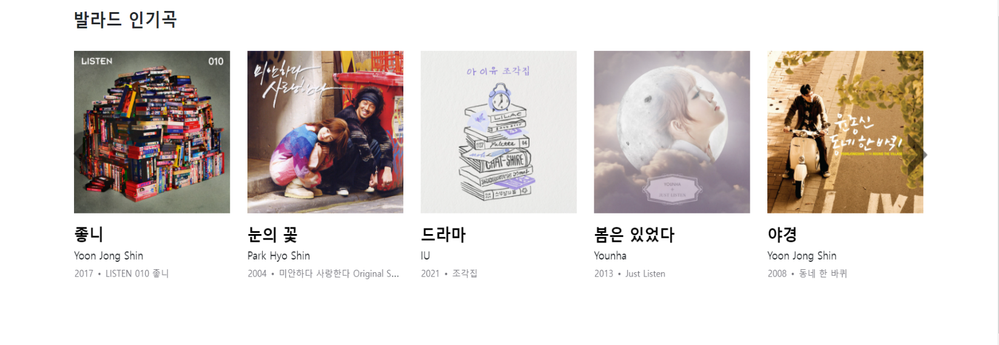 발라드 인기곡
LISTEN 010
미안하다
사랑한다
아이유 조각집
LILAC
Palette 04
CHAT-SHIRE
YOUNHA
+
JUST LISTEN
윤종신
동네 한 바퀴
좋니
Yoon Jong Shin
2017 • LISTEN 010 좋니
눈의 꽃
Park Hyo Shin
2004 • 미안하다 사랑한다 Original S...
드라마
IU
2021 • 조각집
봄은 있었다
Younha
2013 • Just Listen
야경
Yoon Jong Shin
2008 • 동네 한 바퀴